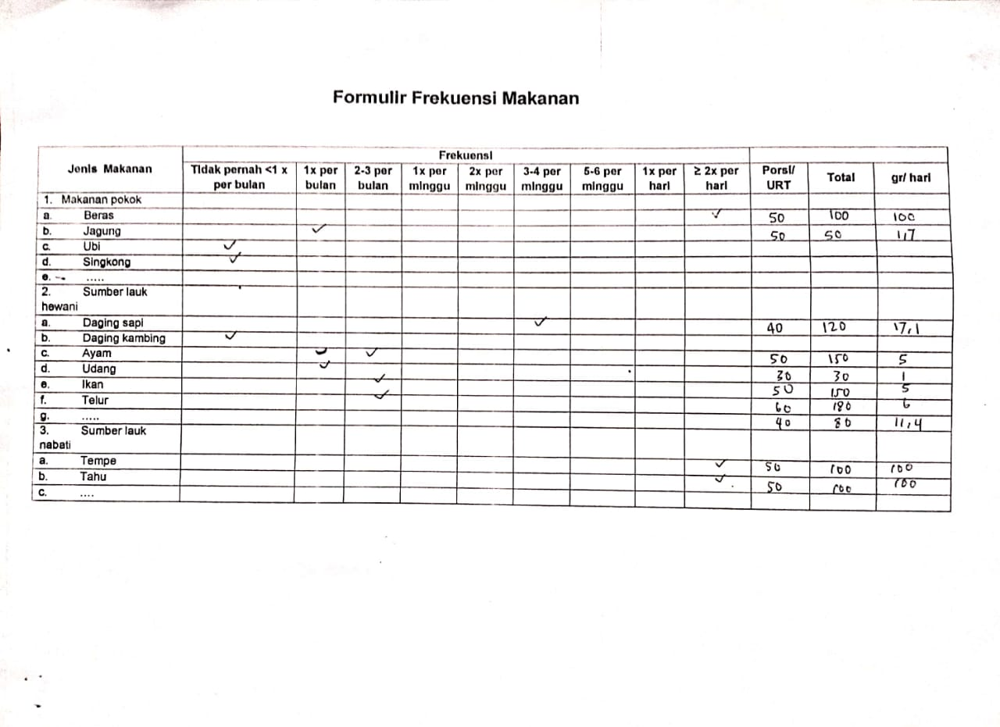 Formulir Frekuensi Makanan
Jenis Makanan Frekuensi
Tidak pernah <1 x per bulan 1x per bulan 2-3 per bulan 1x per minggu 2x per minggu 3-4 per minggu 5-6 per minggu 1x per hari ≥ 2x per hari Porsi/ URT Total gr/ hari
1. Makanan pokok
a. Beras ✓ 50 100 100
b. Jagung ✓ 50 50 1,7
c. Ubi ✓
d. Singkong ✓
e. .....
2. Sumber lauk
hewani
a. Daging sapi ✓ 40 120 17,1
b. Daging kambing ✓
c. Ayam ✓ ✓ 50 150 5
d. Udang ✓ 30 30 1
e. Ikan ✓ 50 150 5
f. Telur ✓ 60 180 6
g. ..... 40 80 11,4
3. Sumber lauk
nabati
a. Tempe ✓ 50 100 100
b. Tahu ✓ 50 100 100
c. ....